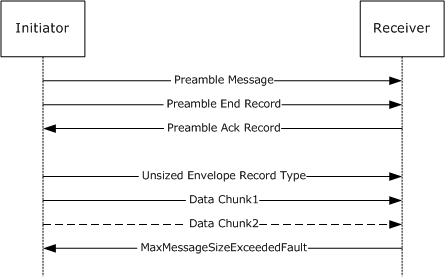 Initiator
Receiver
Preamble Message
Preamble End Record
Preamble Ack Record
Unsized Envelope Record Type
Data Chunk1
Data Chunk2
MaxMessageSizeExceededFault